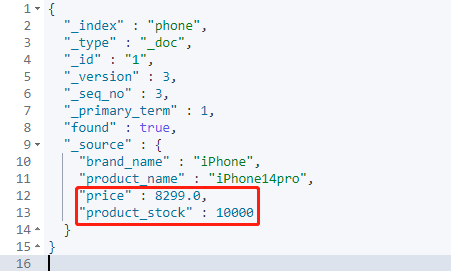 1 {
2 "_index" : "phone",
3 "_type" : "_doc",
4 "_id" : "1",
5 "_version" : 3,
6 "_seq_no" : 3,
7 "_primary_term" : 1,
8 "found" : true,
9 "_source" : {
10 "brand_name" : "iPhone",
11 "product_name" : "iPhone14pro",
12 "price" : 8299.0,
13 "product_stock" : 10000
14 }
15 }
16